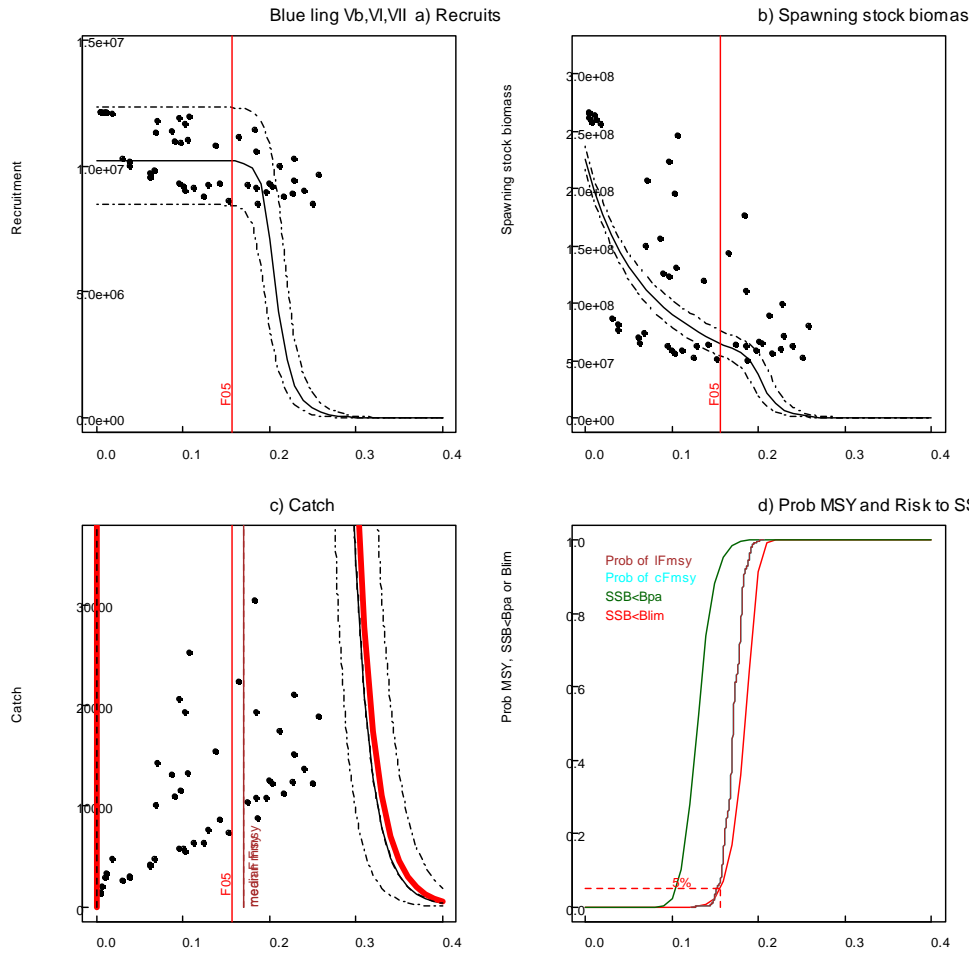 Blue ling Vb,VI,VII a) Recruits
Recruitment
1.5e+07
1.0e+07
5.0e+06
0.0e+00
F05
0.0 0.1 0.2 0.3 0.4
b) Spawning stock biomas
Spawning stock biomass
3.0e+08
2.5e+08
2.0e+08
1.5e+08
1.0e+08
5.0e+07
0.0e+00
F05
0.0 0.1 0.2 0.3 0.4
c) Catch
Catch
30000
20000
10000
0
F05
median Fmsy
0.0 0.1 0.2 0.3 0.4
d) Prob MSY and Risk to SS
Prob MSY, SSB<Bpa or Blim
1.0
0.8
0.6
0.4
0.2
0.0
Prob of lFmsy
Prob of cFmsy
SSB<Bpa
SSB<Blim
5%
0.0 0.1 0.2 0.3 0.4